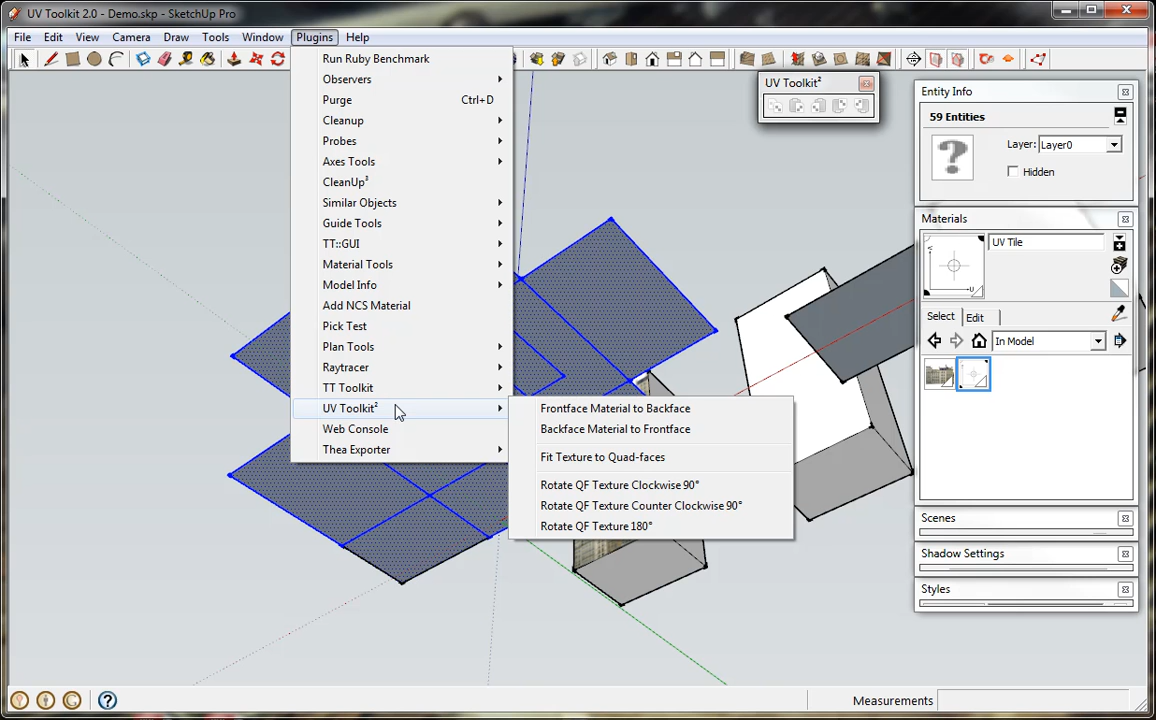 UV Toolkit 2.0 - Demo.skp - SketchUp Pro
File Edit View Camera Draw Tools Window Plugins Help
Run Ruby Benchmark
Observers
Purge Ctrl+D
Cleanup
Probes
Axes Tools
CleanUp³
Similar Objects
Guide Tools
TT::GUI
Material Tools
Model Info
Add NCS Material
Pick Test
Plan Tools
Raytracer
TT Toolkit
UV Toolkit²
Web Console
Thea Exporter
Frontface Material to Backface
Backface Material to Frontface
Fit Texture to Quad-faces
Rotate QF Texture Clockwise 90°
Rotate QF Texture Counter Clockwise 90°
Rotate QF Texture 180°
UV Toolkit²
Entity Info
59 Entities
Layer: Layer0
Hidden
Materials
UV Tile
U
Select Edit
In Model
Scenes
Shadow Settings
Styles
Measurements